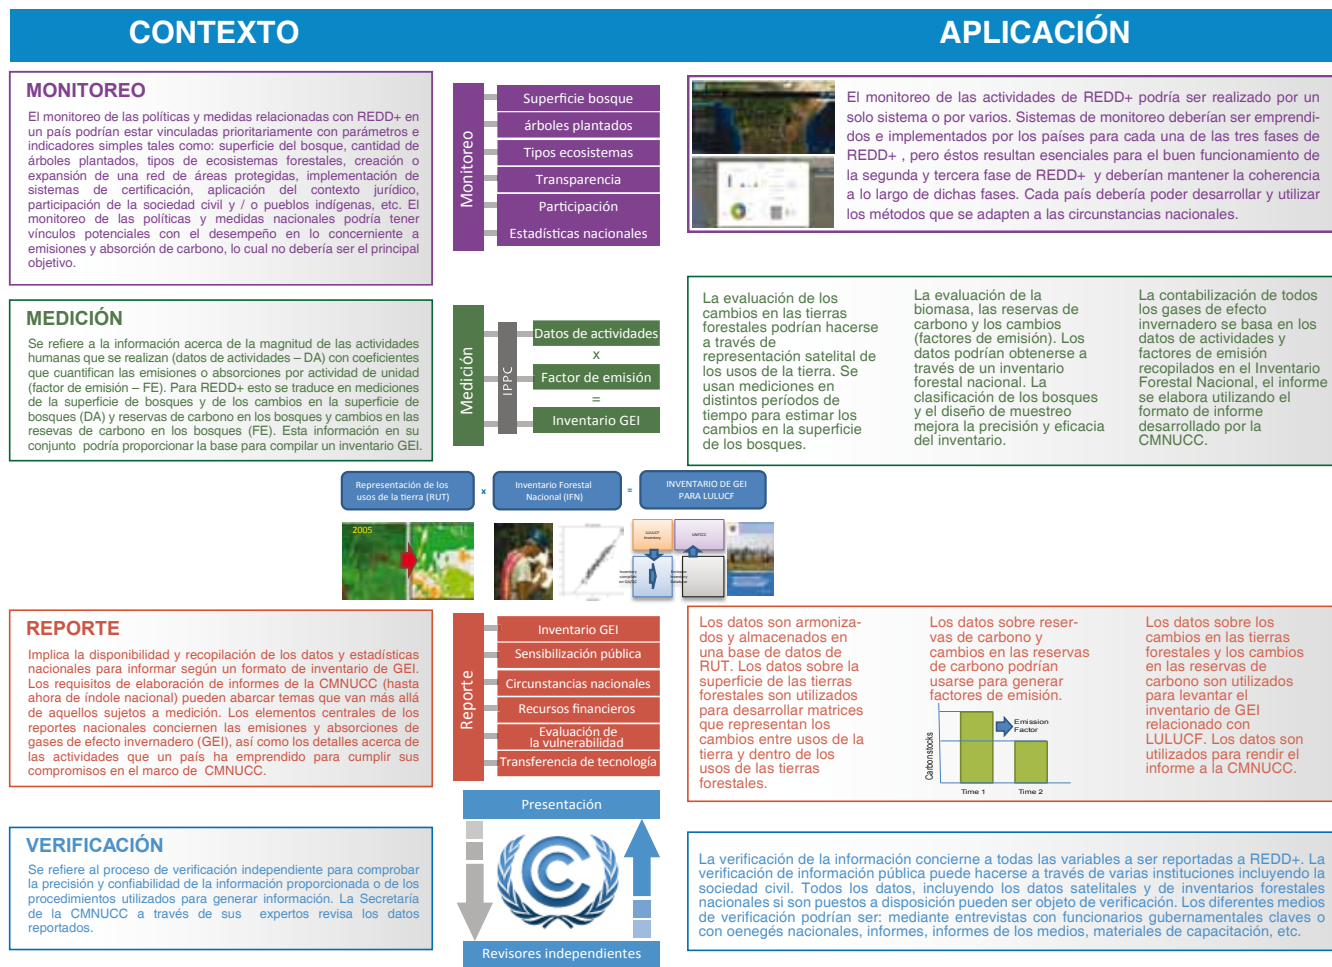 CONTEXTO
APLICACIÓN
MONITOREO
El monitoreo de las políticas y medidas relacionadas con REDD+ en
un país podrían estar vinculadas prioritariamente con parámetros e
indicadores simples tales como: superficie del bosque, cantidad de
árboles plantados, tipos de ecosistemas forestales, creación o
expansión de una red de áreas protegidas, implementación de
sistemas de certificación, aplicación del contexto jurídico,
participación de la sociedad civil y / o pueblos indígenas, etc. El
monitoreo de las políticas y medidas nacionales podría tener
vínculos potenciales con el desempeño en lo concerniente a
emisiones y absorción de carbono, lo cual no debería ser el principal
objetivo.
Monitoreo
Superficie bosque
árboles plantados
Tipos ecosistemas
Transparencia
Participación
Estadísticas nacionales
El monitoreo de las actividades de REDD+ podría ser realizado por un
solo sistema o por varios. Sistemas de monitoreo deberían ser emprendi-
dos e implementados por los países para cada una de las tres fases de
REDD+ , pero éstos resultan esenciales para el buen funcionamiento de
la segunda y tercera fase de REDD+ y deberían mantener la coherencia
a lo largo de dichas fases. Cada país debería poder desarrollar y utilizar
los métodos que se adapten a las circunstancias nacionales.
MEDICIÓN
Se refiere a la información acerca de la magnitud de las actividades
humanas que se realizan (datos de actividades – DA) con coeficientes
que cuantifican las emisiones o absorciones por actividad de unidad
(factor de emisión – FE). Para REDD+ esto se traduce en mediciones
de la superficie de bosques y de los cambios en la superficie de
bosques (DA) y reservas de carbono en los bosques y cambios en las
resevas de carbono en los bosques (FE). Esta información en su
conjunto podría proporcionar la base para compilar un inventario GEI.
Medición
IPPC
Datos de actividades
x
Factor de emisión
=
Inventario GEI
La evaluación de los
cambios en las tierras
forestales podrían hacerse
a través de
representación satelital de
los usos de la tierra. Se
usan mediciones en
distintos períodos de
tiempo para estimar los
cambios en la superficie
de los bosques.
La evaluación de la
biomasa, las reservas de
carbono y los cambios
(factores de emisión). Los
datos podrían obtenerse a
través de un inventario
forestal nacional. La
clasificación de los bosques
y el diseño de muestreo
mejora la precisión y eficacia
del inventario.
La contabilización de todos
los gases de efecto
invernadero se basa en los
datos de actividades y
factores de emisión
recopilados en el Inventario
Forestal Nacional, el informe
se elabora utilizando el
formato de informe
desarrollado por la
CMNUCC.
Representación de los
usos de la tierra (RUT)
x
Inventario Forestal
Nacional (IFN)
=
INVENTARIO DE GEI
PARA LULUCF
2005
LULUCF
Inventory
UNFCCC
REPORTE
Implica la disponibilidad y recopilación de los datos y estadísticas
nacionales para informar según un formato de inventario de GEI.
Los requisitos de elaboración de informes de la CMNUCC (hasta
ahora de índole nacional) pueden abarcar temas que van más allá
de aquellos sujetos a medición. Los elementos centrales de los
reportes nacionales conciernen las emisiones y absorciones de
gases de efecto invernadero (GEI), así como los detalles acerca de
las actividades que un país ha emprendido para cumplir sus
compromisos en el marco de CMNUCC.
Reporte
Inventario GEI
Sensibilización pública
Circunstancias nacionales
Recursos financieros
Evaluación de
la vulnerabilidad
Transferencia de tecnología
Los datos son armoniza-
dos y almacenados en
una base de datos de
RUT. Los datos sobre la
superficie de las tierras
forestales son utilizados
para desarrollar matrices
que representan los
cambios entre usos de la
tierra y dentro de los
usos de las tierras
forestales.
Los datos sobre reser-
vas de carbono y
cambios en las reservas
de carbono podrían
usarse para generar
factores de emisión.
Carbonstocks
Emission
Factor
Time 1
Time 2
Los datos sobre los
cambios en las tierras
forestales y los cambios
en las reservas de
carbono son utilizados
para levantar el
inventario de GEI
relacionado con
LULUCF. Los datos son
utilizados para rendir el
informe a la CMNUCC.
VERIFICACIÓN
Se refiere al proceso de verificación independiente para comprobar
la precisión y confiabilidad de la información proporcionada o de los
procedimientos utilizados para generar información. La Secretaría
de la CMNUCC a través de sus expertos revisa los datos
reportados.
Presentación
Revisores independientes
La verificación de la información concierne a todas las variables a ser reportadas a REDD+. La
verificación de información pública puede hacerse a través de varias instituciones incluyendo la
sociedad civil. Todos los datos, incluyendo los datos satelitales y de inventarios forestales
nacionales si son puestos a disposición pueden ser objeto de verificación. Los diferentes medios
de verificación podrían ser: mediante entrevistas con funcionarios gubernamentales claves o
con oenegés nacionales, informes, informes de los medios, materiales de capacitación, etc.